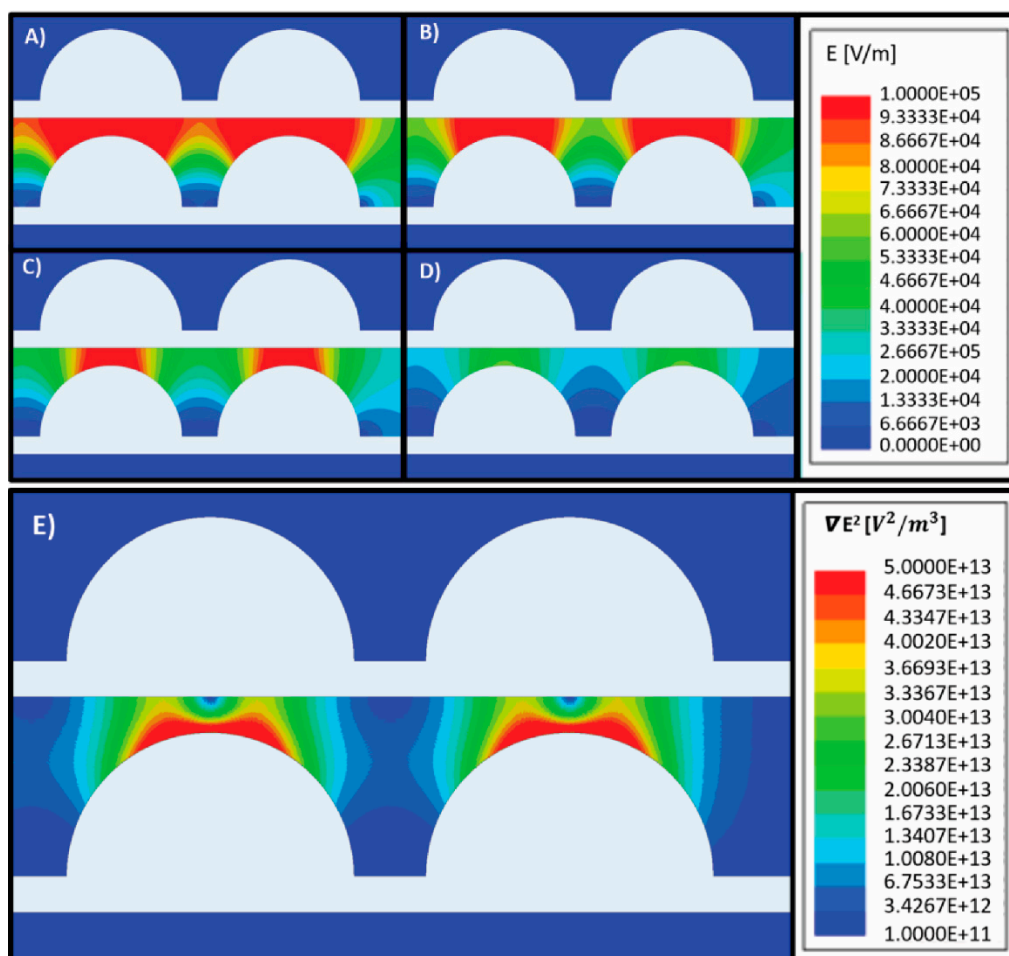 A)
B)
C)
D)
E [V/m]
1.0000E+05
9.3333E+04
8.6667E+04
8.0000E+04
7.3333E+04
6.6667E+04
6.0000E+04
5.3333E+04
4.6667E+04
4.0000E+04
3.3333E+04
2.6667E+05
2.0000E+04
1.3333E+04
6.6667E+03
0.0000E+00
E)
∇E² [V²/m³]
5.0000E+13
4.6673E+13
4.3347E+13
4.0020E+13
3.6693E+13
3.3367E+13
3.0040E+13
2.6713E+13
2.3387E+13
2.0060E+13
1.6733E+13
1.3407E+13
1.0080E+13
6.7533E+13
3.4267E+12
1.0000E+11